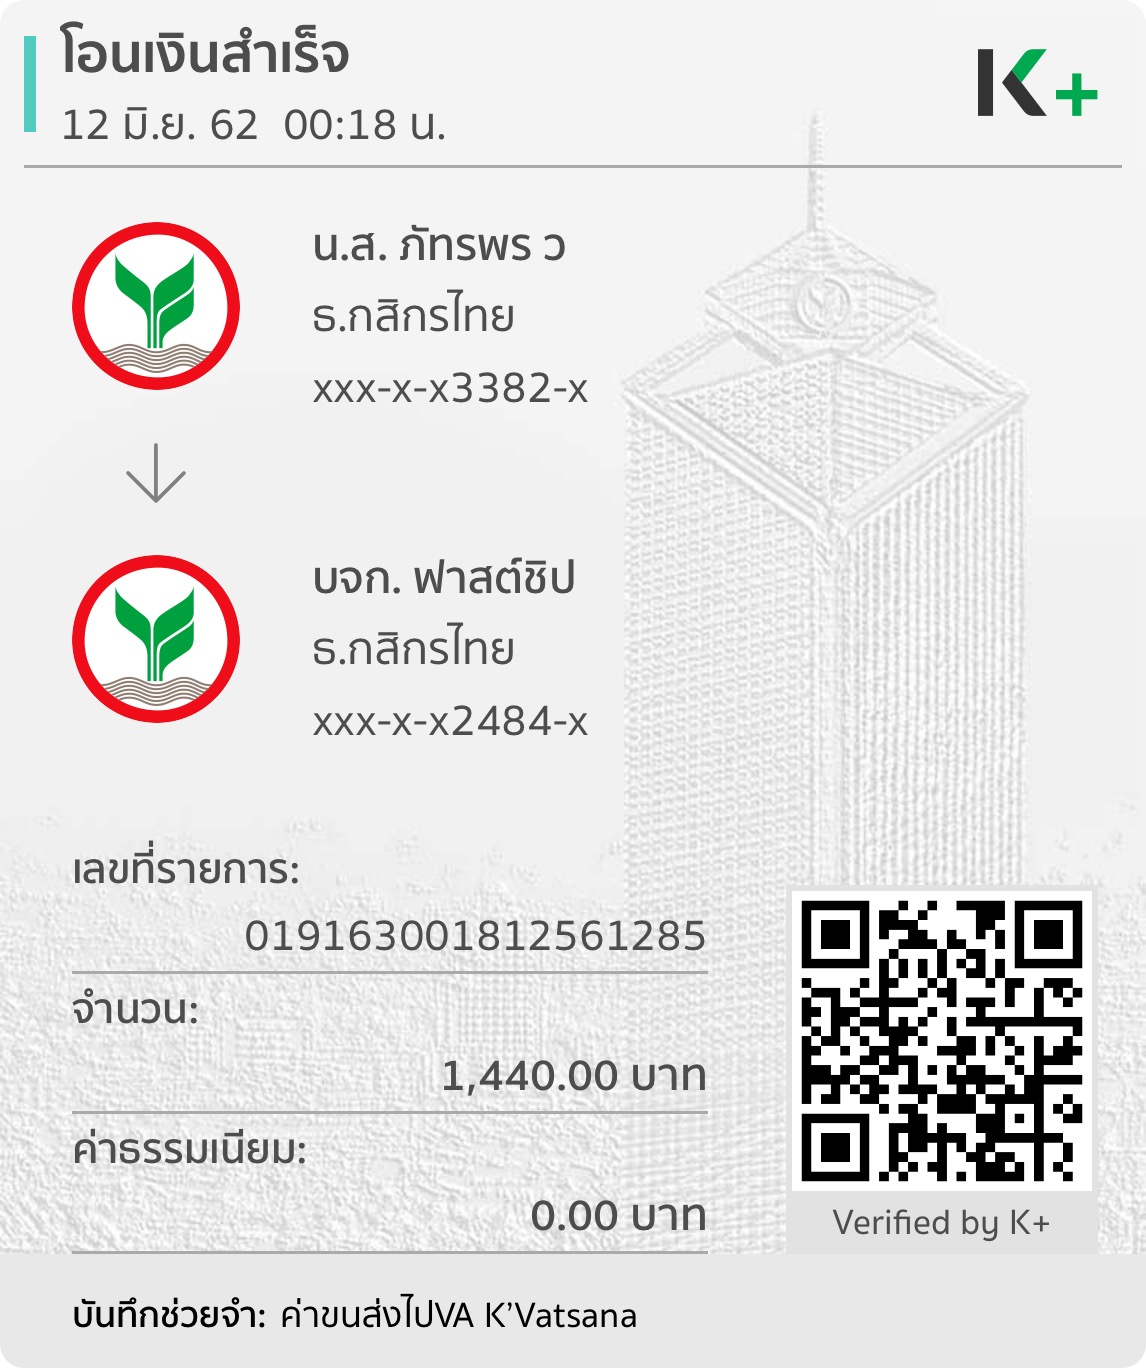 โอนเงินสำเร็จ
12 มิ.ย. 62  00:18 น.
K+
น.ส. ภัทรพร ว
ธ.กสิกรไทย
xxx-x-x3382-x
บจก. ฟาสต์ชิป
ธ.กสิกรไทย
xxx-x-x2484-x
เลขที่รายการ:
019163001812561285
จำนวน:
1,440.00 บาท
ค่าธรรมเนียม:
0.00 บาท
Verified by K+
บันทึกช่วยจำ: ค่าขนส่งไปVA K’Vatsana